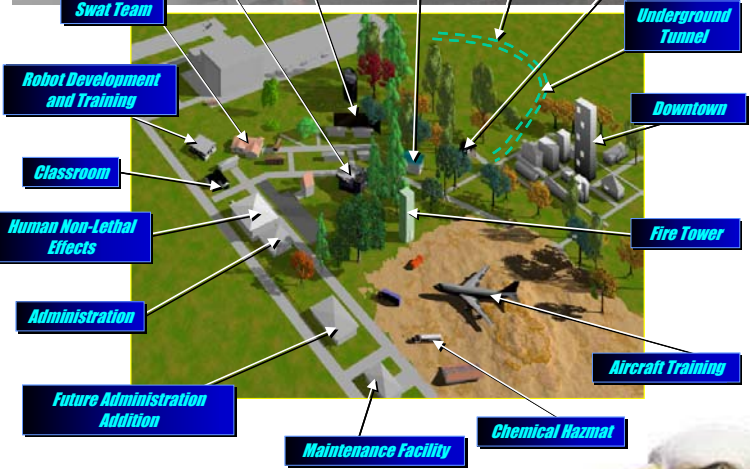 Swat Team
Underground
Tunnel
Robot Development
and Training
Downtown
Classroom
Human Non-Lethal
Effects
Fire Tower
Administration
Aircraft Training
Future Administration
Addition
Chemical Hazmat
Maintenance Facility